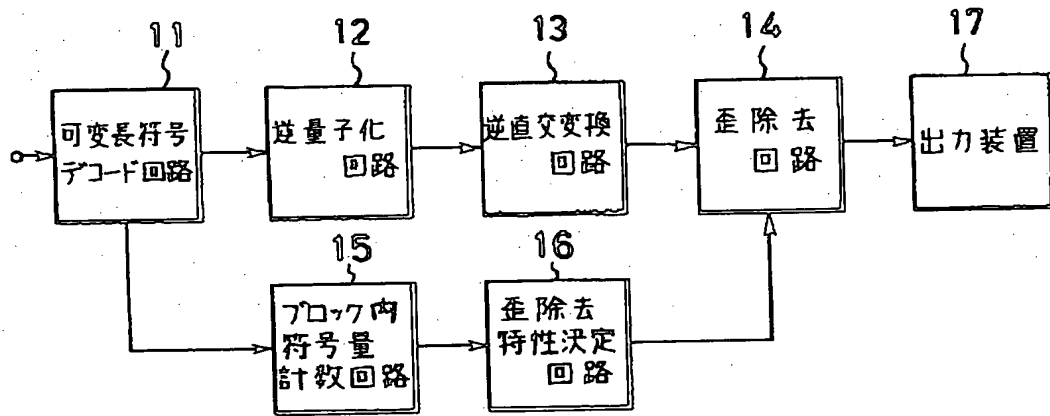 11
12
13
14
17
可変長符号
デコード回路
逆量子化
回路
逆直交変換
回路
歪除去
回路
出力装置
15
16
ブロック内
符号量
計数回路
歪除去
特性決定
回路